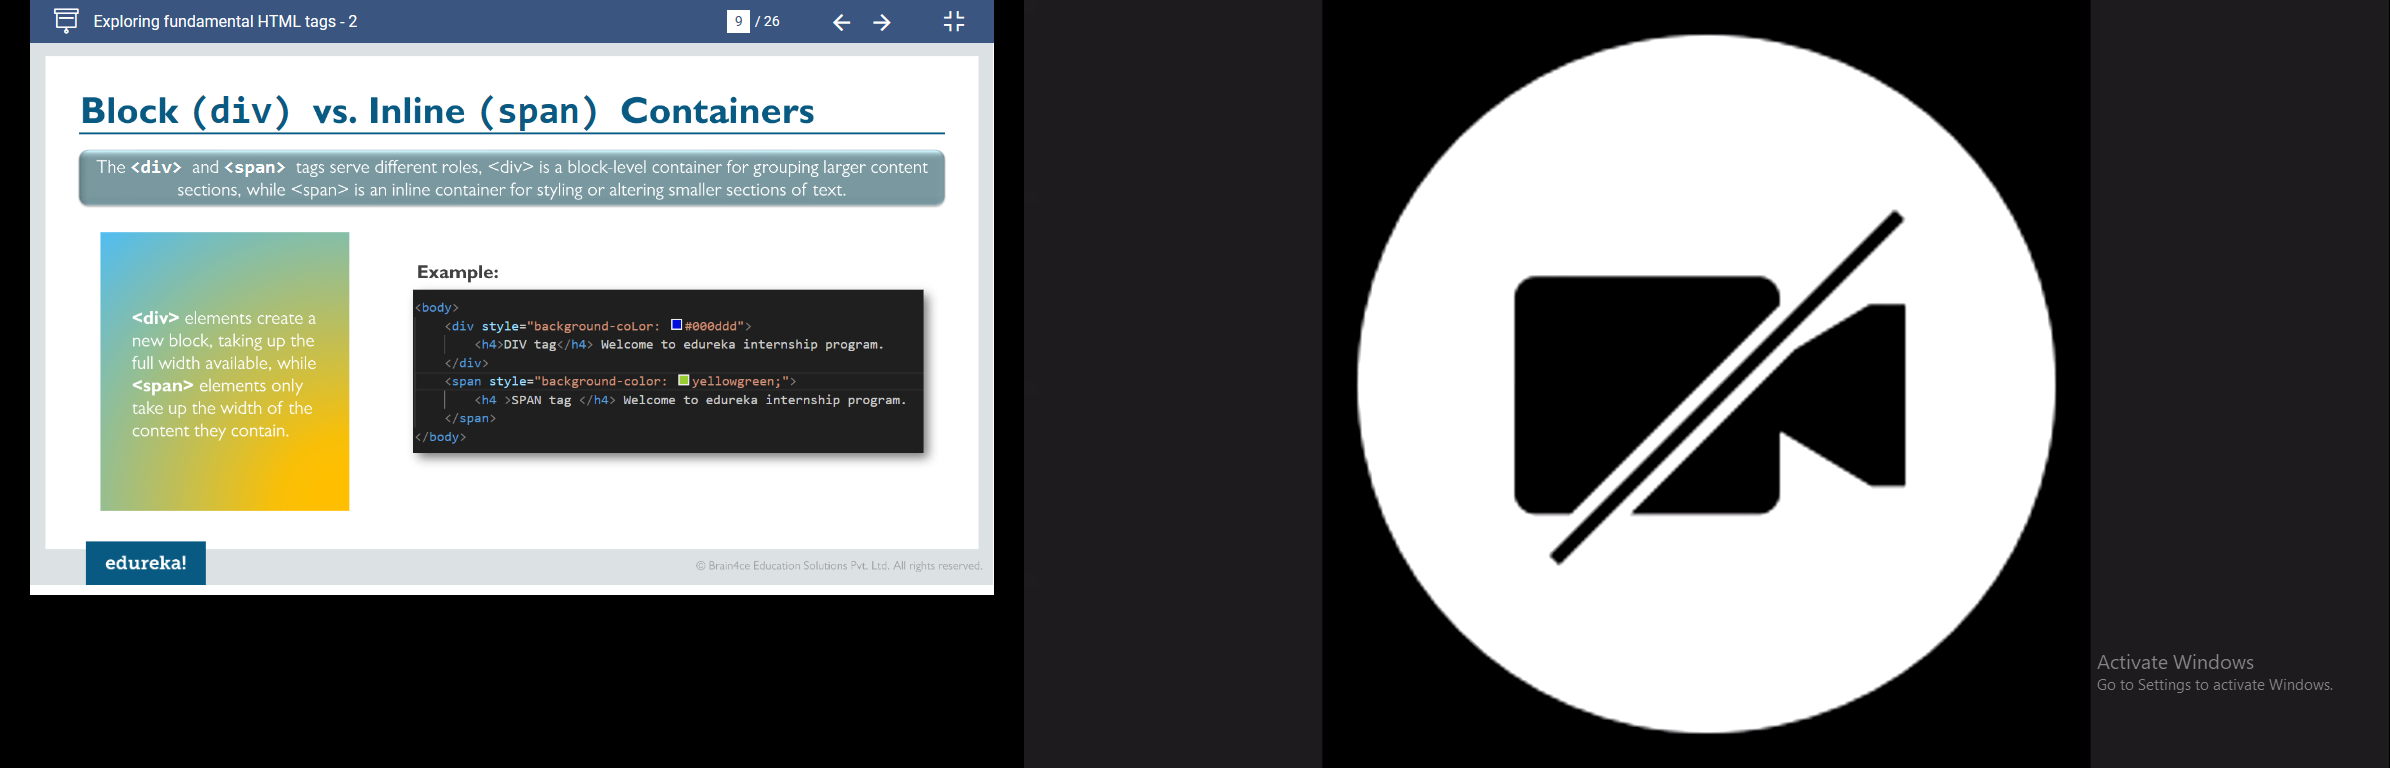 Exploring fundamental HTML tags - 2
9 / 26
Block (div) vs. Inline (span) Containers
The <div> and <span> tags serve different roles, <div> is a block-level container for grouping larger content
sections, while <span> is an inline container for styling or altering smaller sections of text.
<div> elements create a
new block, taking up the
full width available, while
<span> elements only
take up the width of the
content they contain.
Example:
<body>
<div style="background-coLor: #000ddd">
<h4>DIV tag</h4> Welcome to edureka internship program.
</div>
<span style="background-color: yellowgreen;">
<h4 >SPAN tag </h4> Welcome to edureka internship program.
</span>
</body>
edureka!
© Brain4ce Education Solutions Pvt. Ltd. All rights reserved.
Activate Windows
Go to Settings to activate Windows.